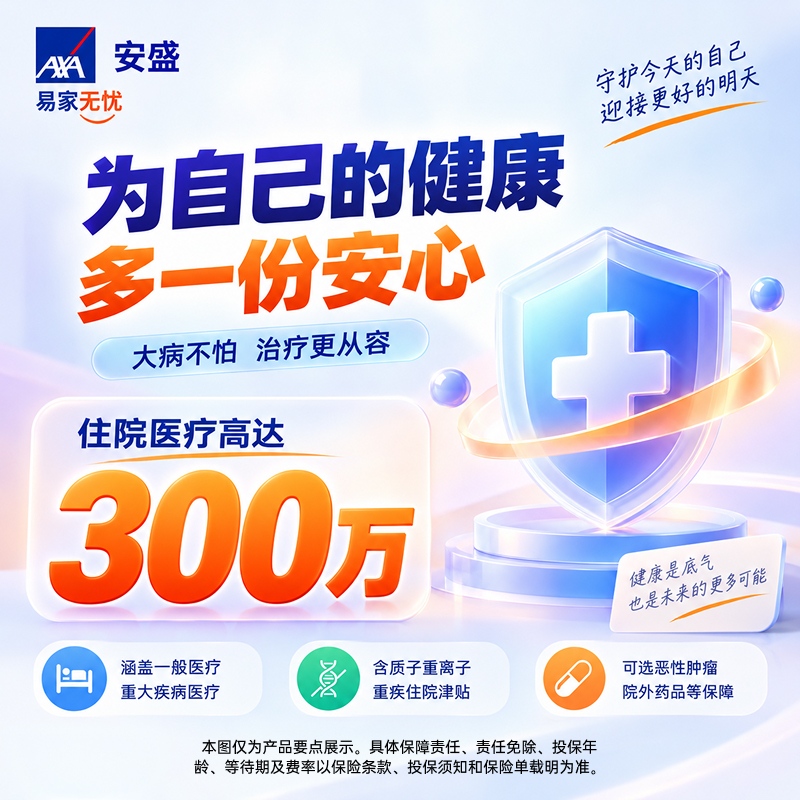 AXA 安盛
易家无忧
守护今天的自己
迎接更好的明天
为自己的健康
多一份安心
大病不怕 治疗更从容
住院医疗高达
300万
健康是底气
也是未来的更多可能
涵盖一般医疗
重大疾病医疗
含质子重离子
重疾住院津贴
可选恶性肿瘤
院外药品等保障
本图仅为产品要点展示。具体保障责任、责任免除、投保年
龄、等待期及费率以保险条款、投保须知和保险单载明为准。